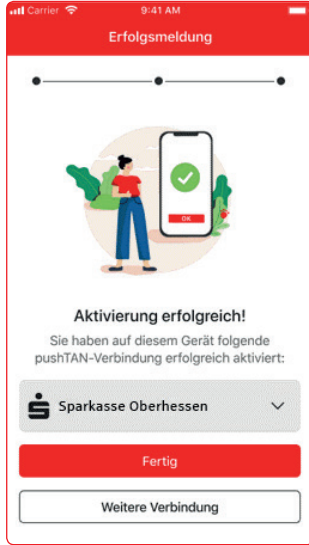 Carrier 9:41 AM
Erfolgsmeldung
OK
Aktivierung erfolgreich!
Sie haben auf diesem Gerät folgende
pushTAN-Verbindung erfolgreich aktiviert:
Sparkasse Oberhessen
Fertig
Weitere Verbindung